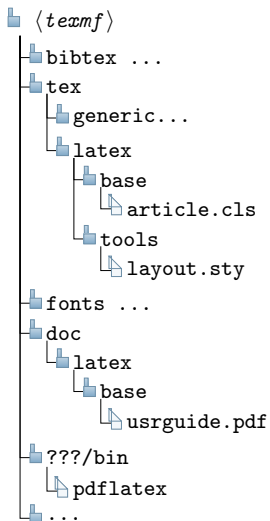 ⟨texmf⟩
bibtex ...
tex
generic...
latex
base
article.cls
tools
layout.sty
fonts ...
doc
latex
base
usrguide.pdf
???/bin
pdflatex
...